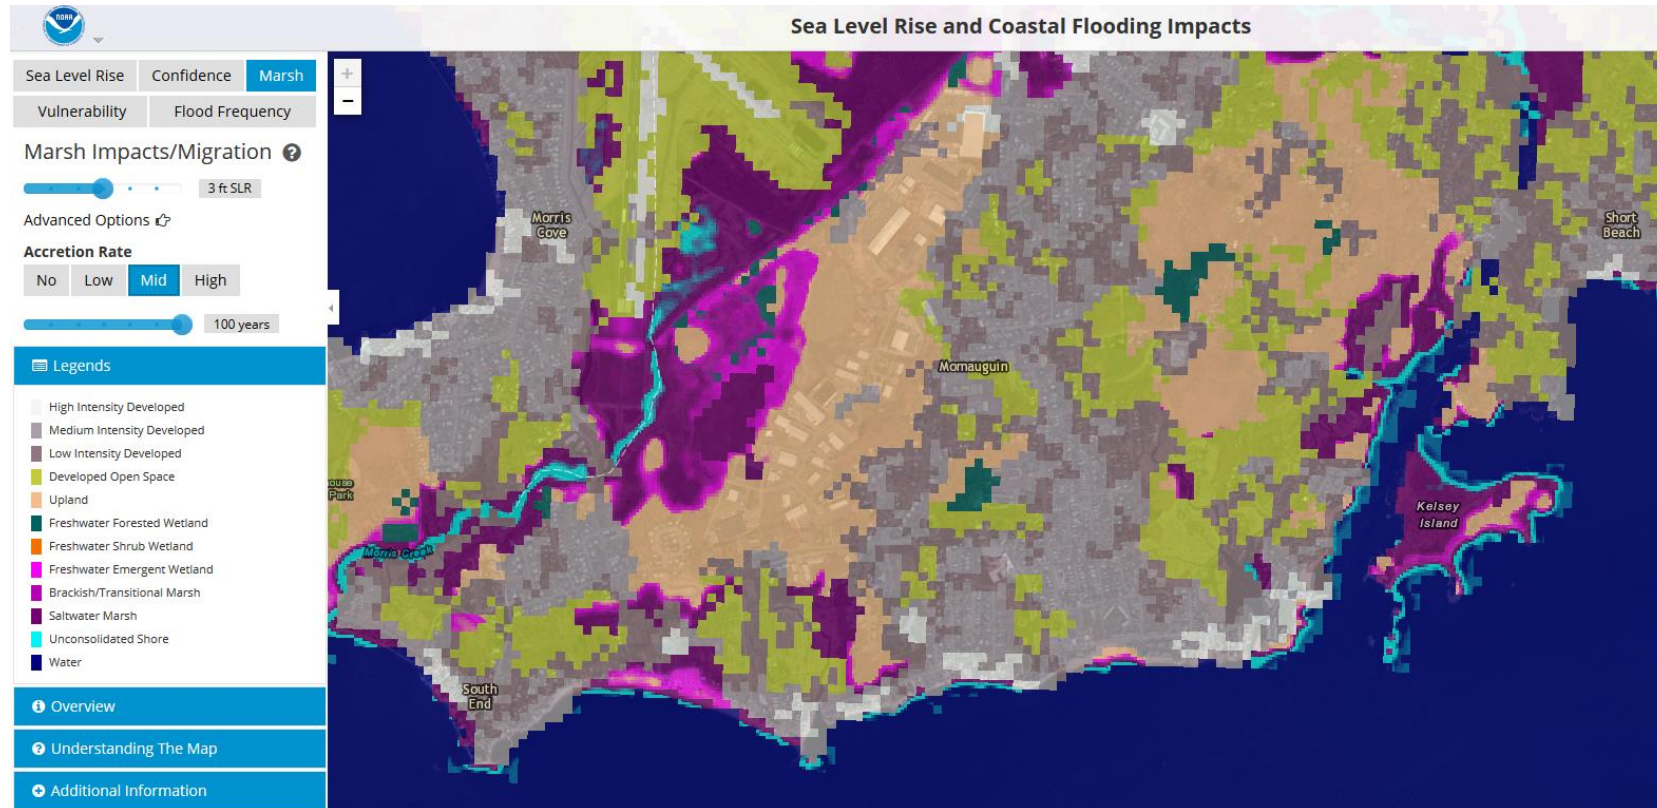 NOAA
Sea Level Rise and Coastal Flooding Impacts
Sea Level Rise
Confidence
Marsh
Vulnerability
Flood Frequency
Marsh Impacts/Migration
3 ft SLR
Advanced Options
Accretion Rate
No
Low
Mid
High
100 years
Legends
High Intensity Developed
Medium Intensity Developed
Low Intensity Developed
Developed Open Space
Upland
Freshwater Forested Wetland
Freshwater Shrub Wetland
Freshwater Emergent Wetland
Brackish/Transitional Marsh
Saltwater Marsh
Unconsolidated Shore
Water
Overview
Understanding The Map
Additional Information
+
-
Morris
Cove
Short
Beach
Momauguin
ouse
Park
Morris Creek
Kelsey
Island
South
End